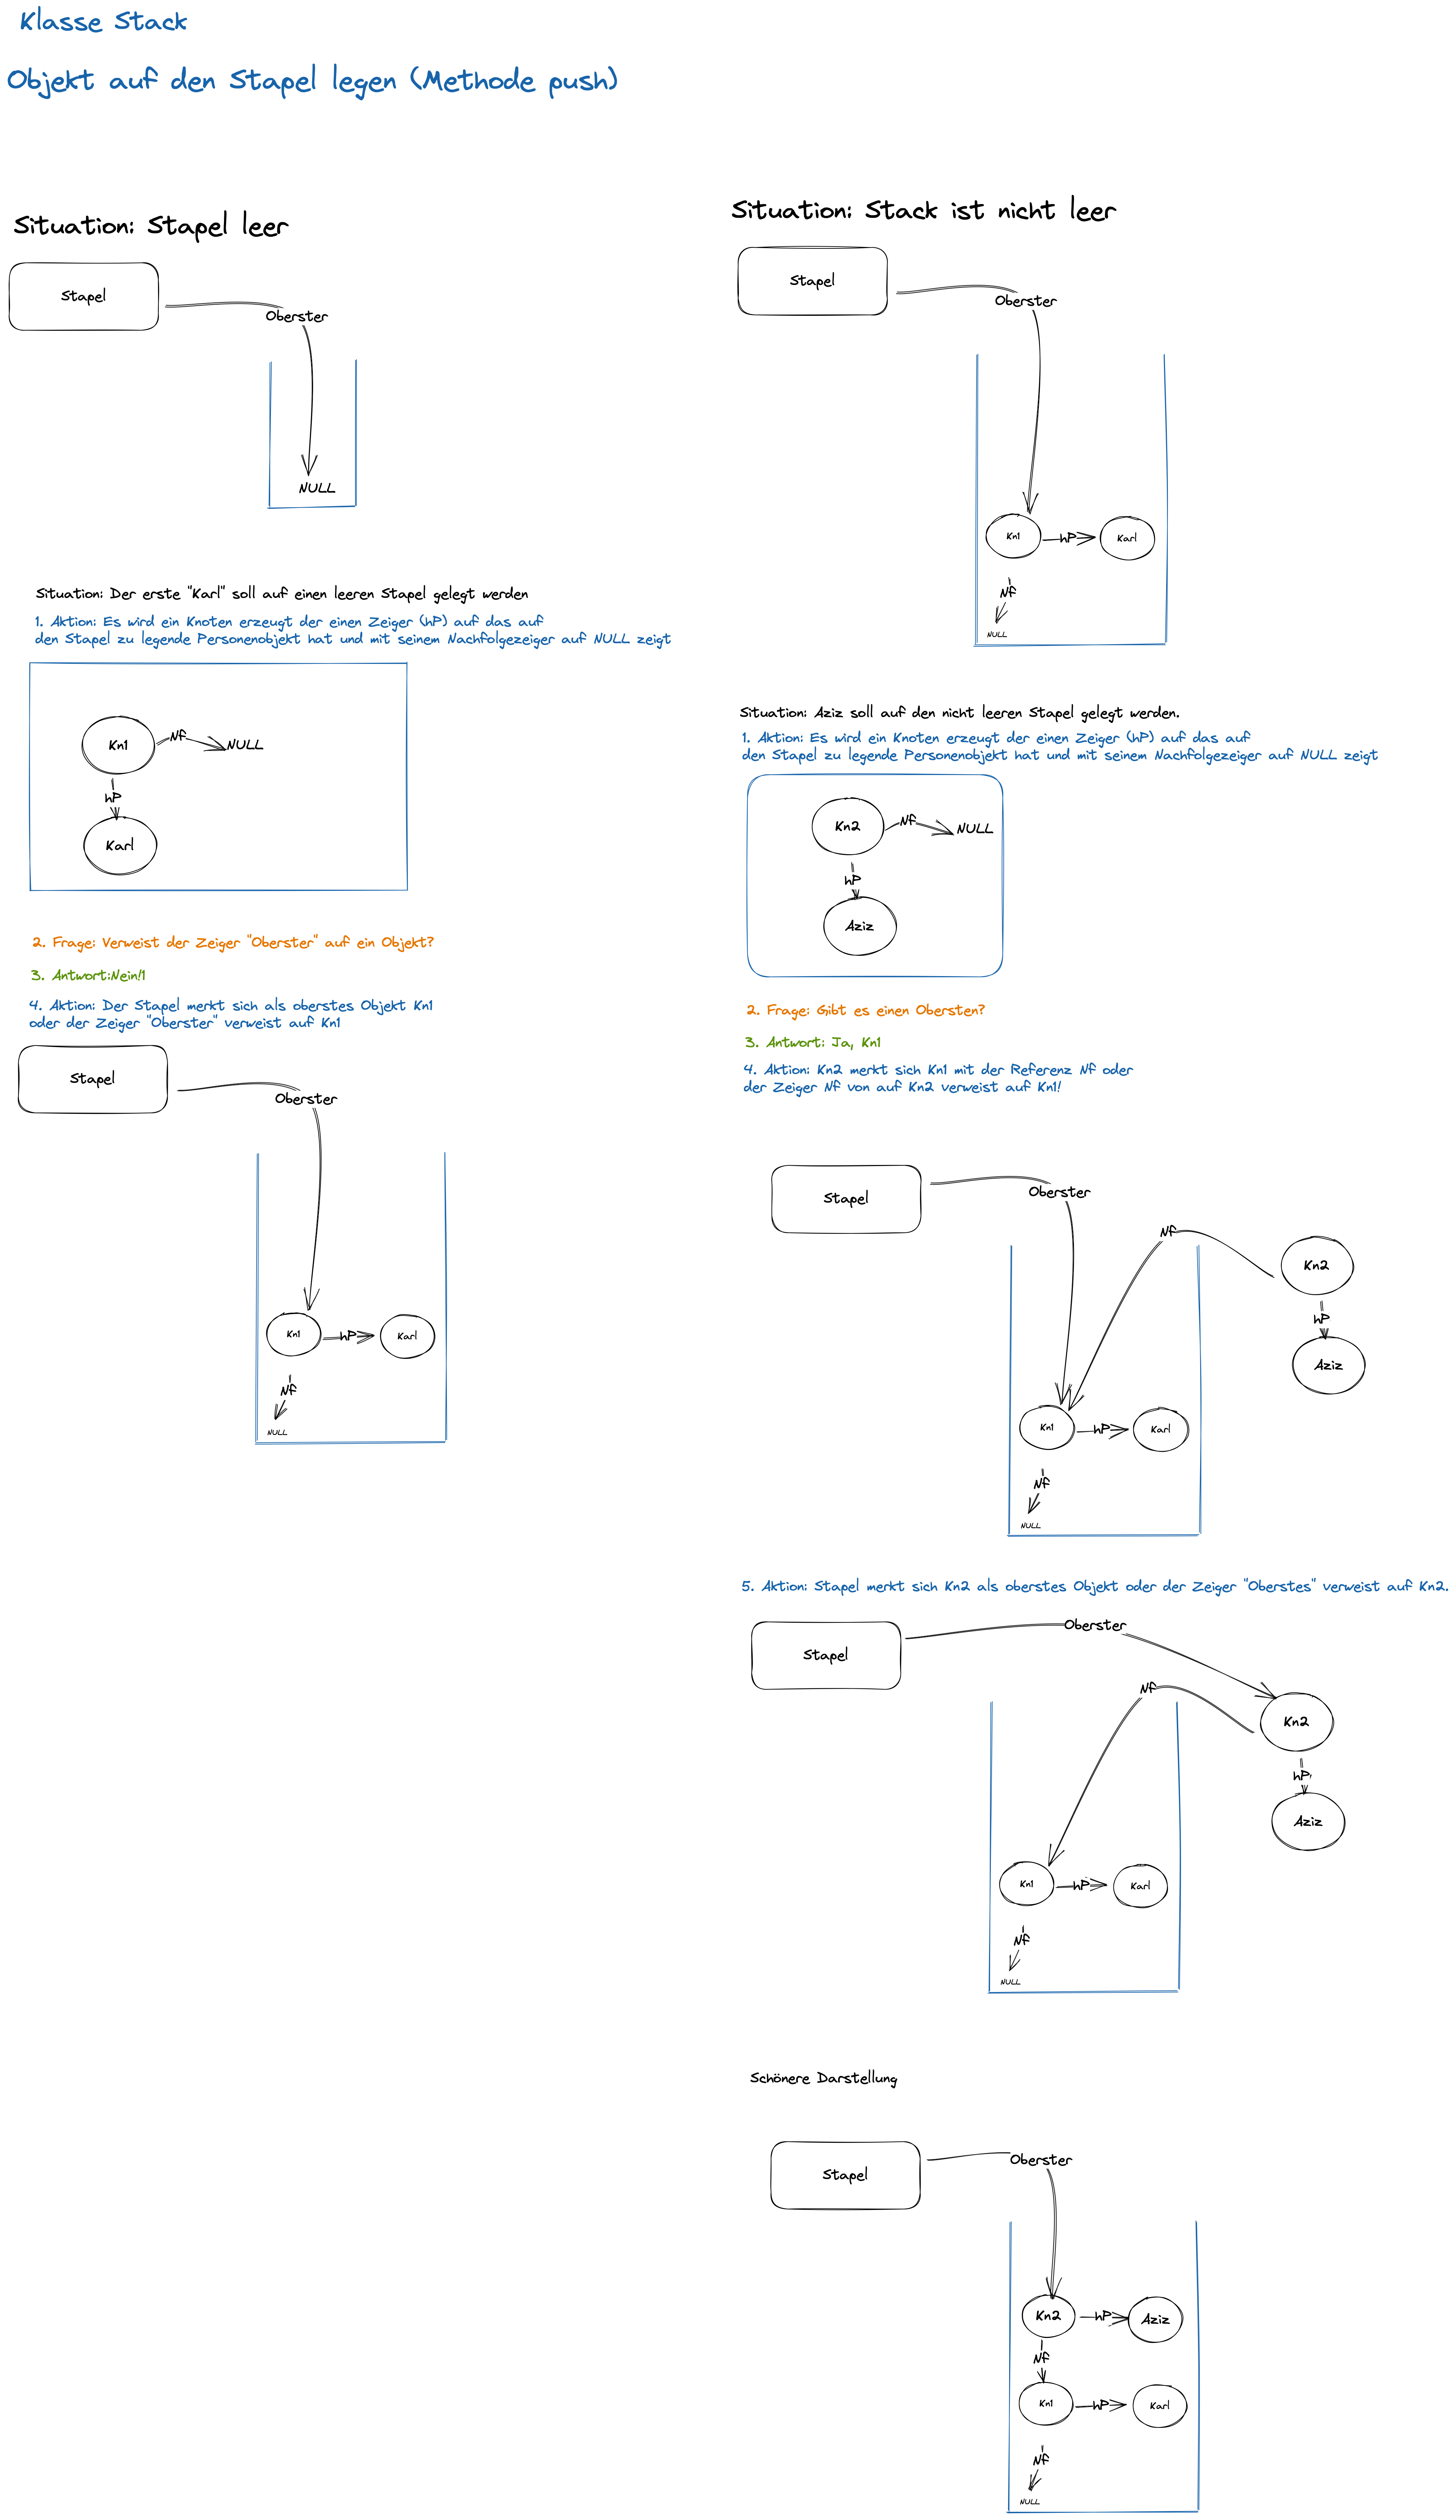 Klasse Stack
Objekt auf den Stapel legen (Methode push)
Situation: Stapel leer
Stapel
Oberster
NULL
Situation: Der erste "Karl" soll auf einen leeren Stapel gelegt werden
1. Aktion: Es wird ein Knoten erzeugt der einen Zeiger (hP) auf das auf
den Stapel zu legende Personenobjekt hat und mit seinem Nachfolgezeiger auf NULL zeigt
Kn1
Nf
NULL
hP
Karl
2. Frage: Verweist der Zeiger "Oberster" auf ein Objekt?
3. Antwort:Nein!1
4. Aktion: Der Stapel merkt sich als oberstes Objekt Kn1
oder der Zeiger "Oberster" verweist auf Kn1
Stapel
Oberster
Kn1
hP
Karl
Nf
NULL
Situation: Stack ist nicht leer
Stapel
Oberster
Kn1
hP
Karl
Nf
NULL
Situation: Aziz soll auf den nicht leeren Stapel gelegt werden.
1. Aktion: Es wird ein Knoten erzeugt der einen Zeiger (hP) auf das auf
den Stapel zu legende Personenobjekt hat und mit seinem Nachfolgezeiger auf NULL zeigt
Kn2
Nf
NULL
hP
Aziz
2. Frage: Gibt es einen Obersten?
3. Antwort: Ja, Kn1
4. Aktion: Kn2 merkt sich Kn1 mit der Referenz Nf oder
der Zeiger Nf von auf Kn2 verweist auf Kn1!
Stapel
Oberster
Nf
Kn2
hP
Aziz
Kn1
hP
Karl
Nf
NULL
5. Aktion: Stapel merkt sich Kn2 als oberstes Objekt oder der Zeiger "Oberstes" verweist auf Kn2.
Oberster
Stapel
Nf
Kn2
hP
Aziz
Kn1
hP
Karl
Nf
NULL
Schönere Darstellung
Stapel
Oberster
Kn2
hP
Aziz
Nf
Kn1
hP
Karl
Nf
NULL